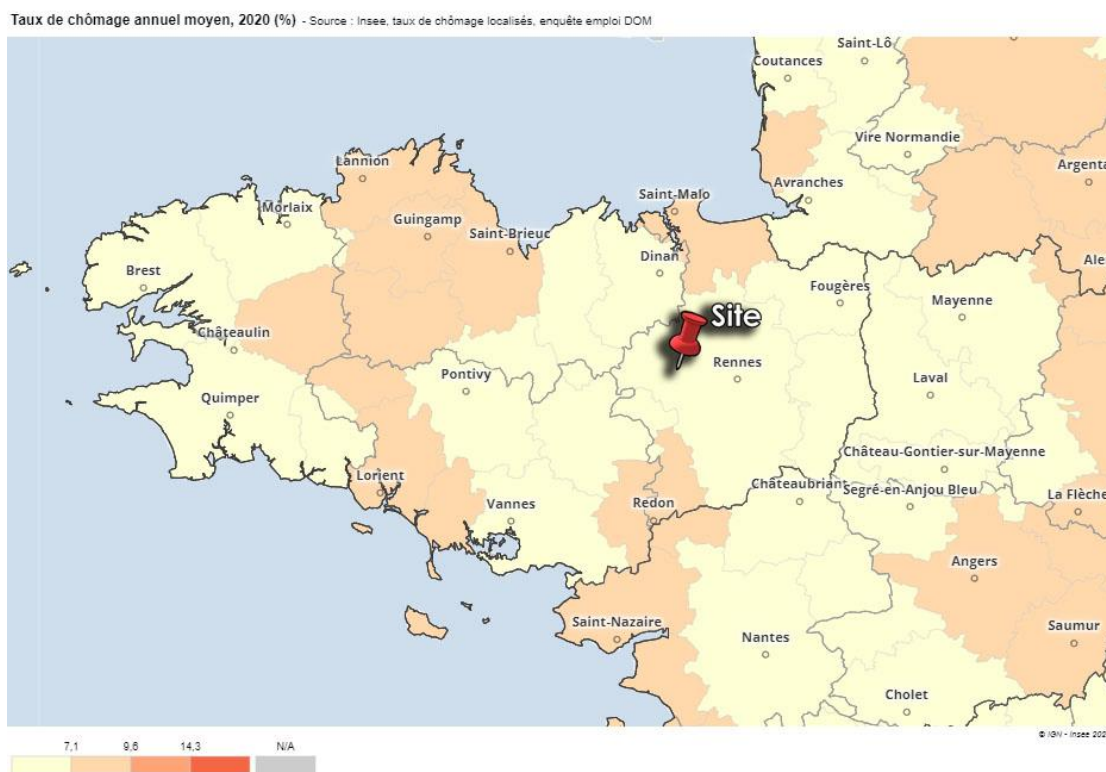 Taux de chômage annuel moyen, 2020 (%) - Source : Insee, taux de chômage localisés, enquête emploi DOM
Saint-Lô
Coutances
Vire Normandie
Lannion
Argenta
Avranches
Saint-Malo
Morlaix
Guingamp
Saint-Brieuc
Dinan
Ales
Brest
Fougères
Mayenne
Site
Châteaulin
Rennes
Pontivy
Laval
Quimper
Château-Gontier-sur-Mayenne
Lorient
Châteaubriant
Segré-en-Anjou Bleu
La Flèche
Vannes
Redon
Angers
Saint-Nazaire
Saumur
Nantes
Cholet
© IGN - Insee 202
7,1 9,6 14,3 N/A